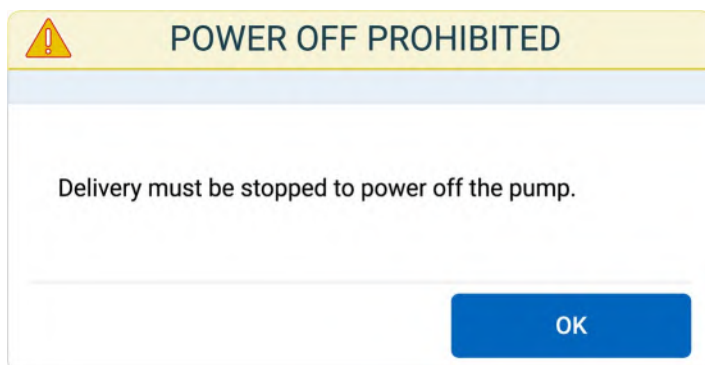 POWER OFF PROHIBITED
Delivery must be stopped to power off the pump.
OK